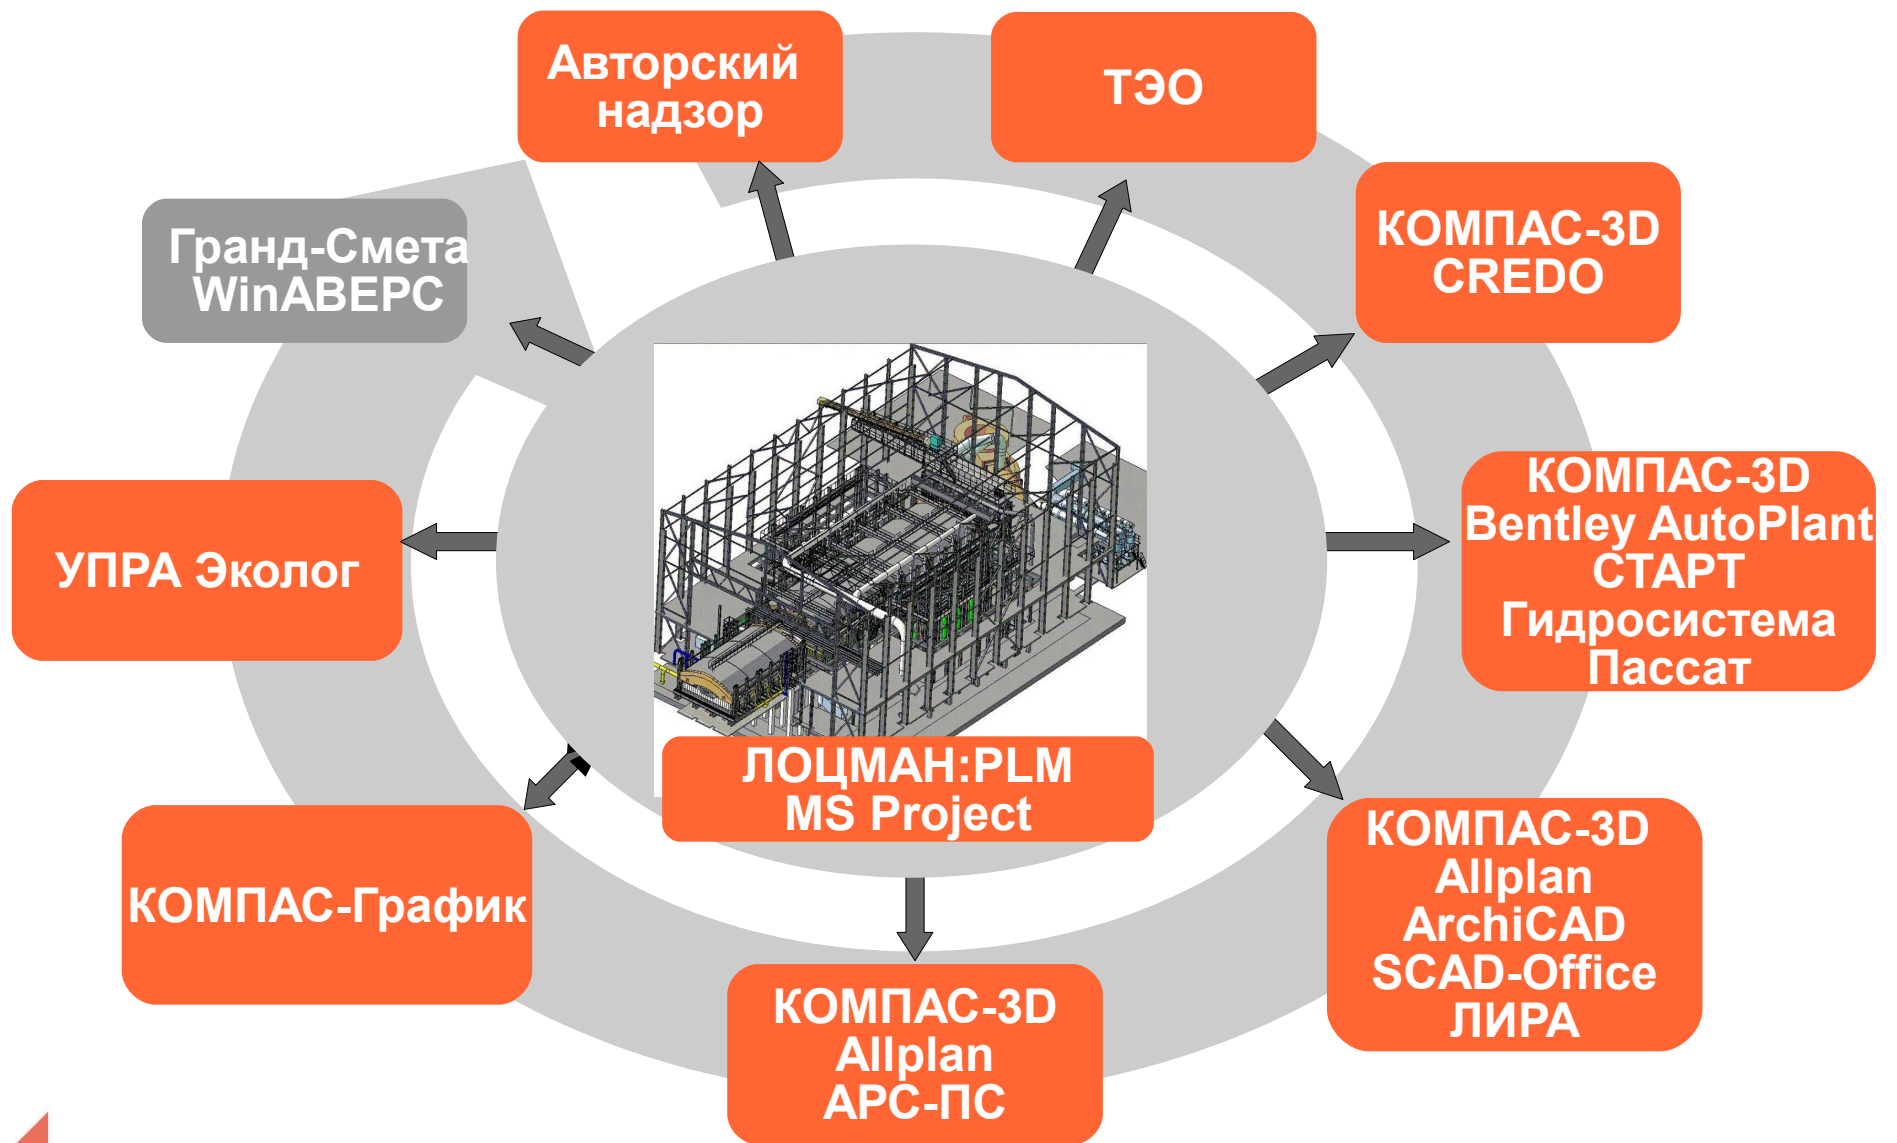 Авторский
надзор
ТЭО
КОМПАС-3D
CREDO
Гранд-Смета
WinАВЕРС
КОМПАС-3D
Bentley AutoPlant
СТАРТ
Гидросистема
Пассат
УПРА Эколог
ЛОЦМАН:PLM
MS Project
КОМПАС-3D
Allplan
ArchiCAD
SCAD-Office
ЛИРА
КОМПАС-График
КОМПАС-3D
Allplan
АРС-ПС